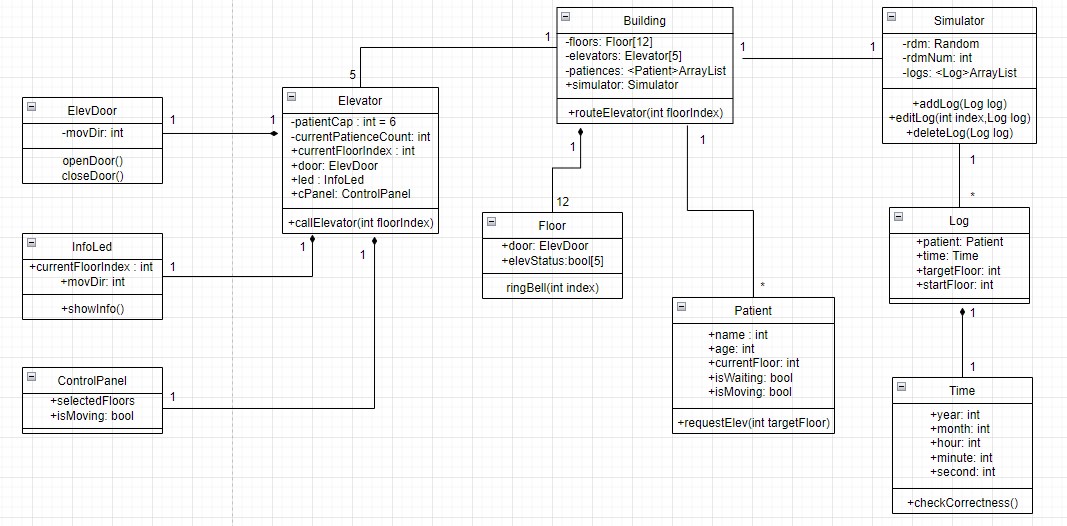 Building
-floors: Floor[12]
-elevators: Elevator[5]
-patiences: <Patient>ArrayList
+simulator: Simulator
+routeElevator(int floorIndex)
1
1
1
1
Simulator
-rdm: Random
-rdmNum: int
-logs: <Log>ArrayList
+addLog(Log log)
+editLog(int index,Log log)
+deleteLog(Log log)
1
*
5
Elevator
-patientCap : int = 6
-currentPatienceCount: int
+currentFloorIndex : int
+door: ElevDoor
+led : InfoLed
+cPanel: ControlPanel
+callElevator(int floorIndex)
1
1
1
ElevDoor
-movDir: int
openDoor()
closeDoor()
1
InfoLed
+currentFloorIndex : int
+movDir: int
+showInfo()
1
ControlPanel
+selectedFloors
+isMoving: bool
1
1
12
Floor
+door: ElevDoor
+elevStatus:bool[5]
ringBell(int index)
*
Patient
+name : int
+age: int
+currentFloor: int
+isWaiting: bool
+isMoving: bool
+requestElev(int targetFloor)
Log
+patient: Patient
+time: Time
+targetFloor: int
+startFloor: int
1
1
Time
+year: int
+month: int
+hour: int
+minute: int
+second: int
+checkCorrectness()